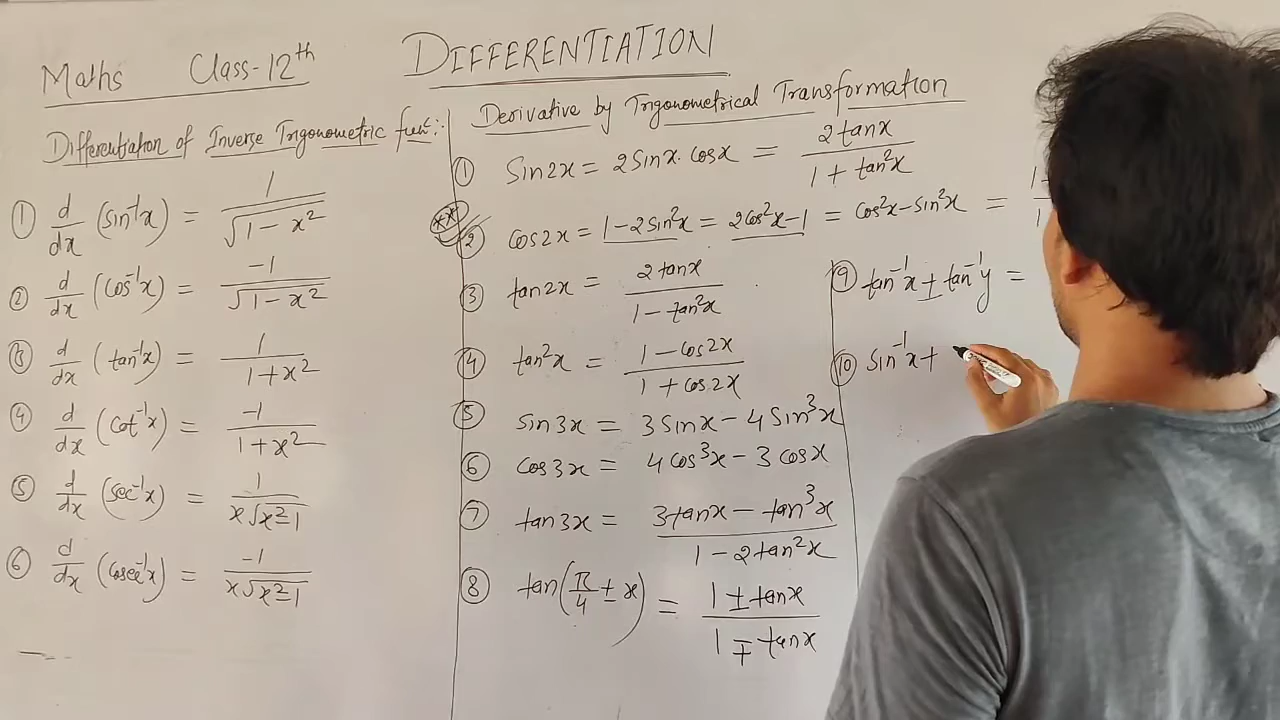 Maths Class-12th DIFFERENTIATION
Differentiation of Inverse Trigonometric funⁿ:-
① d/dx (sin⁻¹x) = 1/√(1-x²)
② d/dx (cos⁻¹x) = -1/√(1-x²)
③ d/dx (tan⁻¹x) = 1/(1+x²)
④ d/dx (cot⁻¹x) = -1/(1+x²)
⑤ d/dx (sec⁻¹x) = 1/(x√(x²-1))
⑥ d/dx (cosec⁻¹x) = -1/(x√(x²-1))
Derivative by Trigonometrical Transformation
① Sin2x = 2Sinx.cosx = 2tanx/(1+tan²x)
** ② cos2x = 1-2Sin²x = 2cos²x-1 = cos²x-sin²x =
③ tan2x = 2tanx/(1-tan²x)
④ tan²x = (1-cos2x)/(1+cos2x)
⑤ sin3x = 3Sinx-4Sin³x
⑥ cos3x = 4cos³x-3cosx
⑦ tan3x = (3tanx-tan³x)/(1-2tan²x)
⑧ tan(π/4±x) = (1±tanx)/(1∓tanx)
⑨ tan⁻¹x±tan⁻¹y =
⑩ Sin⁻¹x+